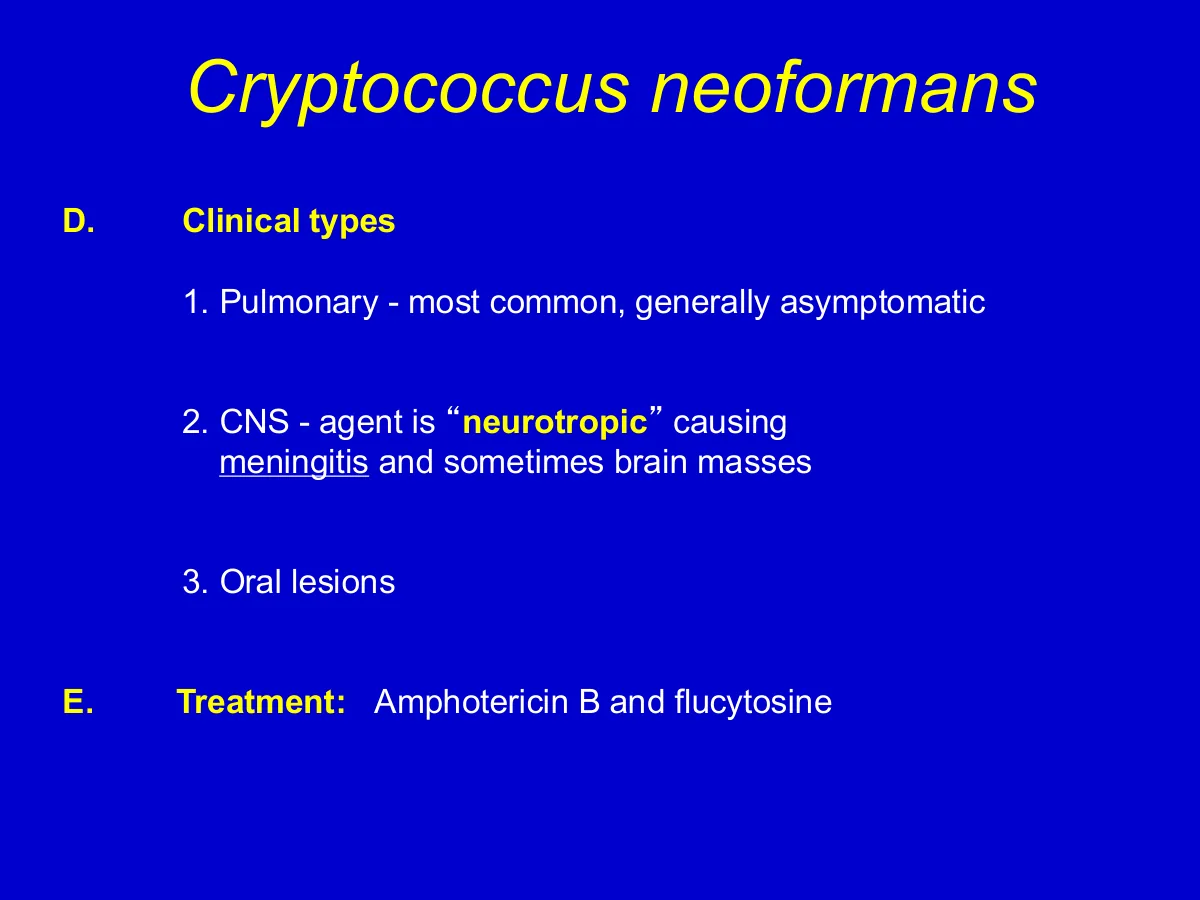 Cryptococcus neoformans
D. Clinical types
1. Pulmonary - most common, generally asymptomatic
2. CNS - agent is “neurotropic” causing
meningitis and sometimes brain masses
3. Oral lesions
E. Treatment: Amphotericin B and flucytosine